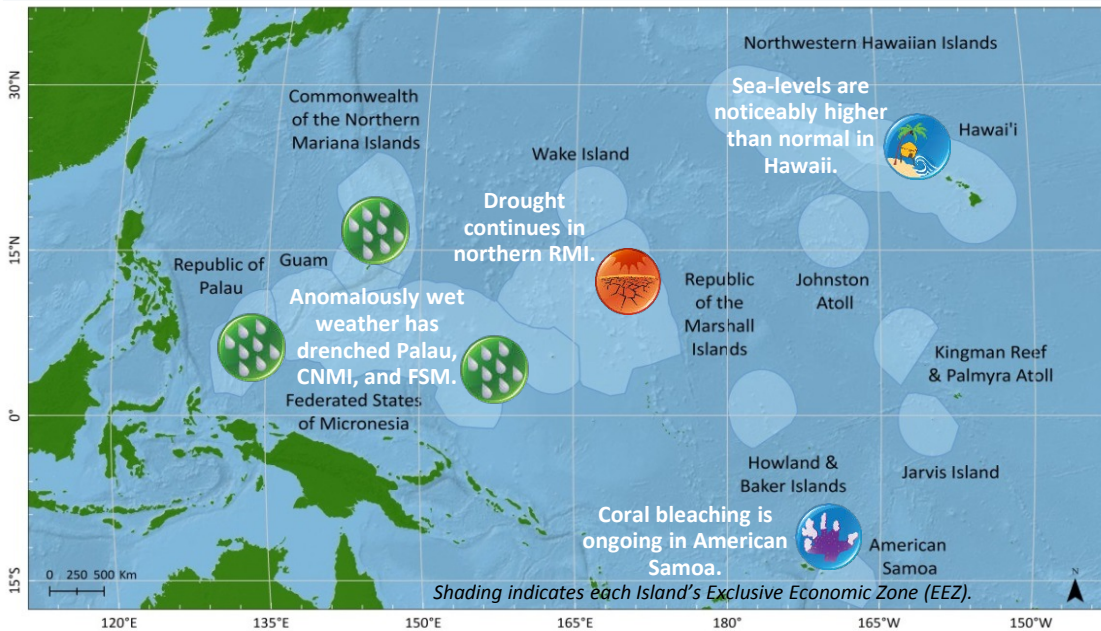 Northwestern Hawaiian Islands
Sea-levels are
noticeably higher
than normal in
Hawaii.
Hawai'i
Commonwealth
of the Northern
Mariana Islands
Wake Island
Drought
continues in
northern RMI.
Republic of
Palau
Guam
Anomalously wet
weather has
drenched Palau,
CNMI, and FSM.
Federated States
of Micronesia
Republic
of the
Marshall
Islands
Johnston
Atoll
Kingman Reef
& Palmyra Atoll
Howland &
Baker Islands
Jarvis Island
Coral bleaching is
ongoing in American
Samoa.
American
Samoa
Shading indicates each Island’s Exclusive Economic Zone (EEZ).
30°N
15°N
0°
15°S
0 250 500 Km
N
120°E
135°E
150°E
165°E
180°
165°W
150°W